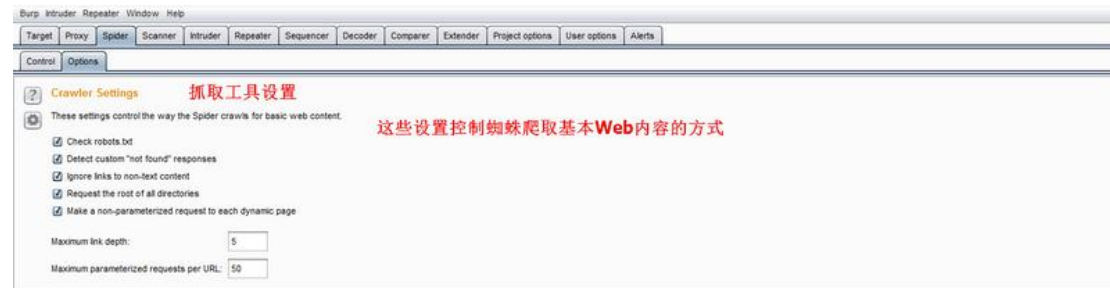 Burp Intruder Repeater Window Help
Target Proxy Spider Scanner Intruder Repeater Sequencer Decoder Comparer Extender Project options User options Alerts
Control Options
? Crawler Settings 抓取工具设置
These settings control the way the Spider crawls for basic web content.
这些设置控制蜘蛛爬取基本Web内容的方式
Check robots.txt
Detect custom "not found" responses
Ignore links to non-text content
Request the root of all directories
Make a non-parameterized request to each dynamic page
Maximum link depth: 5
Maximum parameterized requests per URL: 50